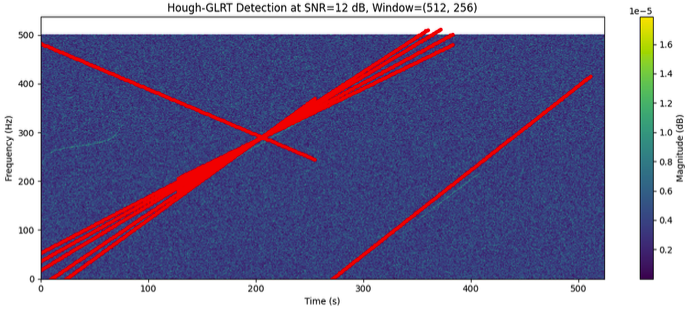 Hough-GLRT Detection at SNR=12 dB, Window=(512, 256)
1e−5
500
400
300
200
100
0
Frequency (Hz)
0 100 200 300 400 500
Time (s)
1.6
1.4
1.2
1.0
0.8
0.6
0.4
0.2
Magnitude (dB)